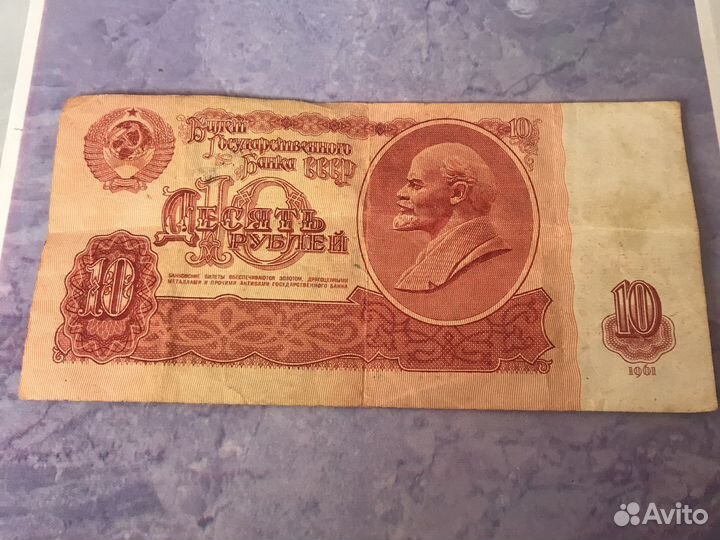 Билет
Государственного
Банка СССР
10
10
Десять
Рублей
БАНКОВСКИЕ БИЛЕТЫ ОБЕСПЕЧИВАЮТСЯ ЗОЛОТОМ, ДРАГОЦЕННЫМИ
МЕТАЛЛАМИ И ПРОЧИМИ АКТИВАМИ ГОСУДАРСТВЕННОГО БАНКА
10
10
1961
Avito